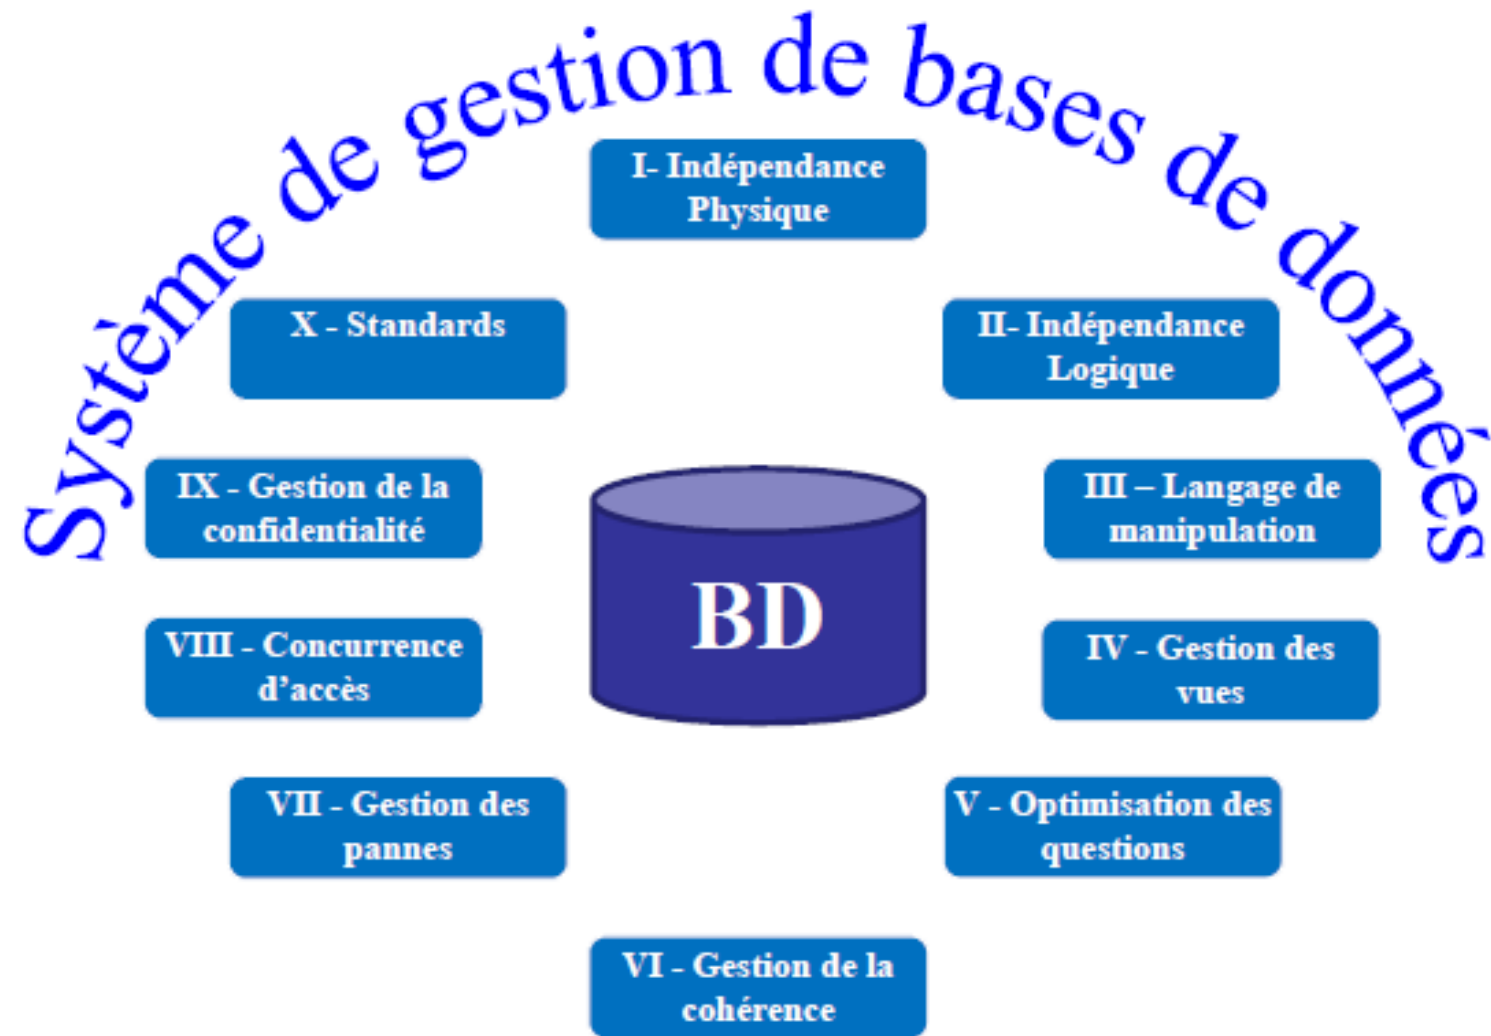 Système de gestion de bases de données
I- Indépendance
Physique
II- Indépendance
Logique
III – Langage de
manipulation
IV - Gestion des
vues
V - Optimisation des
questions
VI - Gestion de la
cohérence
VII - Gestion des
pannes
VIII - Concurrence
d’accès
IX - Gestion de la
confidentialité
X - Standards
BD